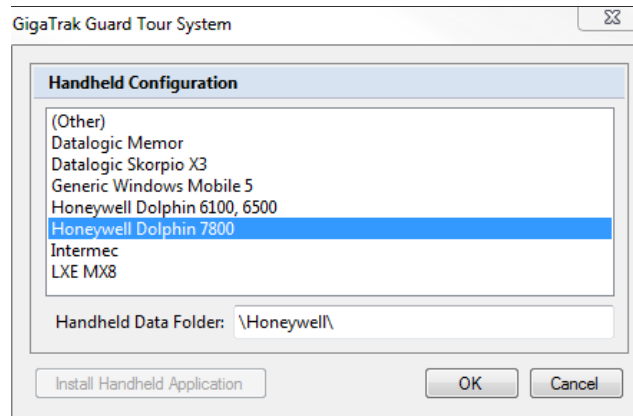 GigaTrak Guard Tour System
Handheld Configuration
(Other)
Datalogic Memor
Datalogic Skorpio X3
Generic Windows Mobile 5
Honeywell Dolphin 6100, 6500
Honeywell Dolphin 7800
Intermec
LXE MX8
Handheld Data Folder: \Honeywell\
Install Handheld Application OK Cancel